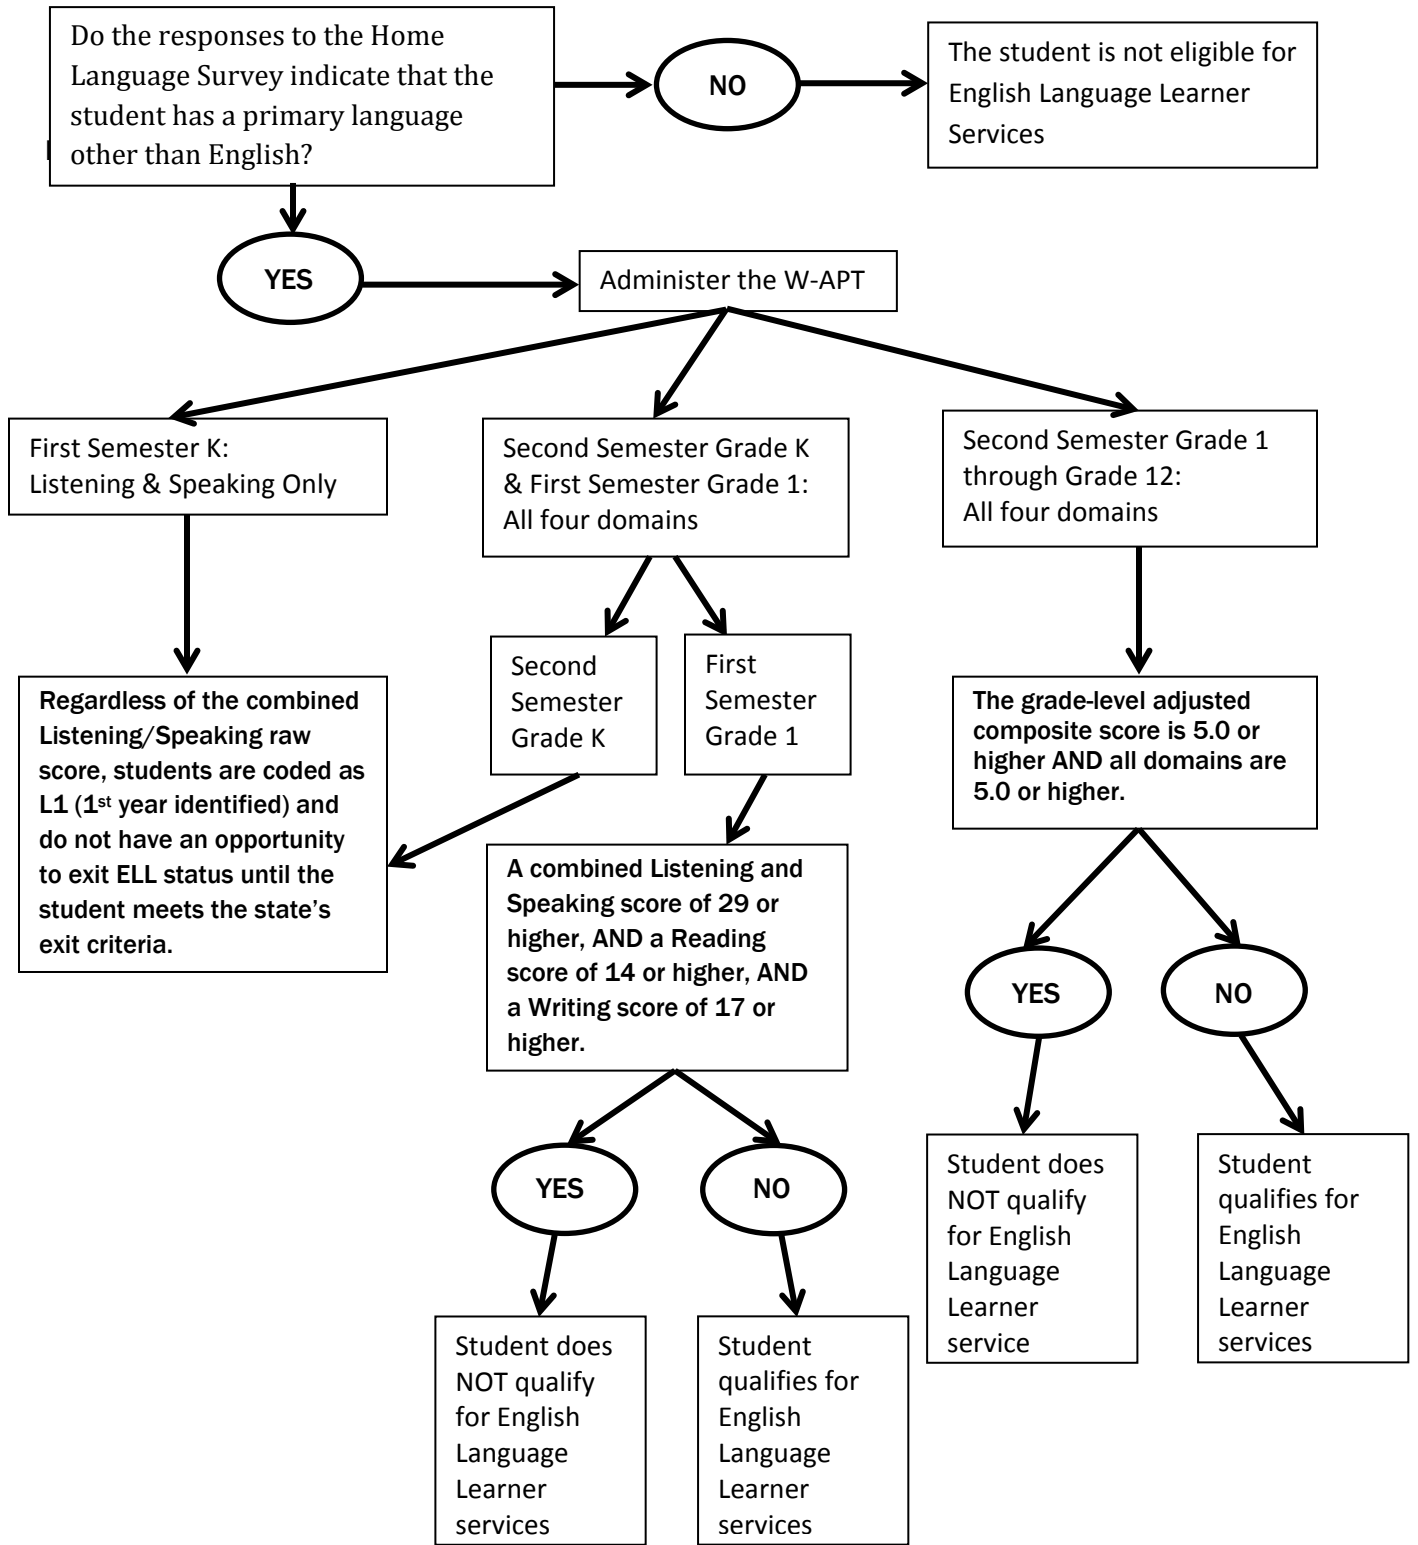 Do the responses to the Home
Language Survey indicate that the
student has a primary language
other than English?
NO
The student is not eligible for
English Language Learner
Services
YES
Administer the W-APT
First Semester K:
Listening & Speaking Only
Second Semester Grade K
& First Semester Grade 1:
All four domains
Second Semester Grade 1
through Grade 12:
All four domains
Second
Semester
Grade K
First
Semester
Grade 1
Regardless of the combined
Listening/Speaking raw
score, students are coded as
L1 (1st year identified) and
do not have an opportunity
to exit ELL status until the
student meets the state's
exit criteria.
The grade-level adjusted
composite score is 5.0 or
higher AND all domains are
5.0 or higher.
A combined Listening and
Speaking score of 29 or
higher, AND a Reading
score of 14 or higher, AND
a Writing score of 17 or
higher.
YES
NO
YES
NO
Student does
NOT qualify
for English
Language
Learner
service
Student
qualifies for
English
Language
Learner
services
Student does
NOT qualify
for English
Language
Learner
services
Student
qualifies for
English
Language
Learner
services